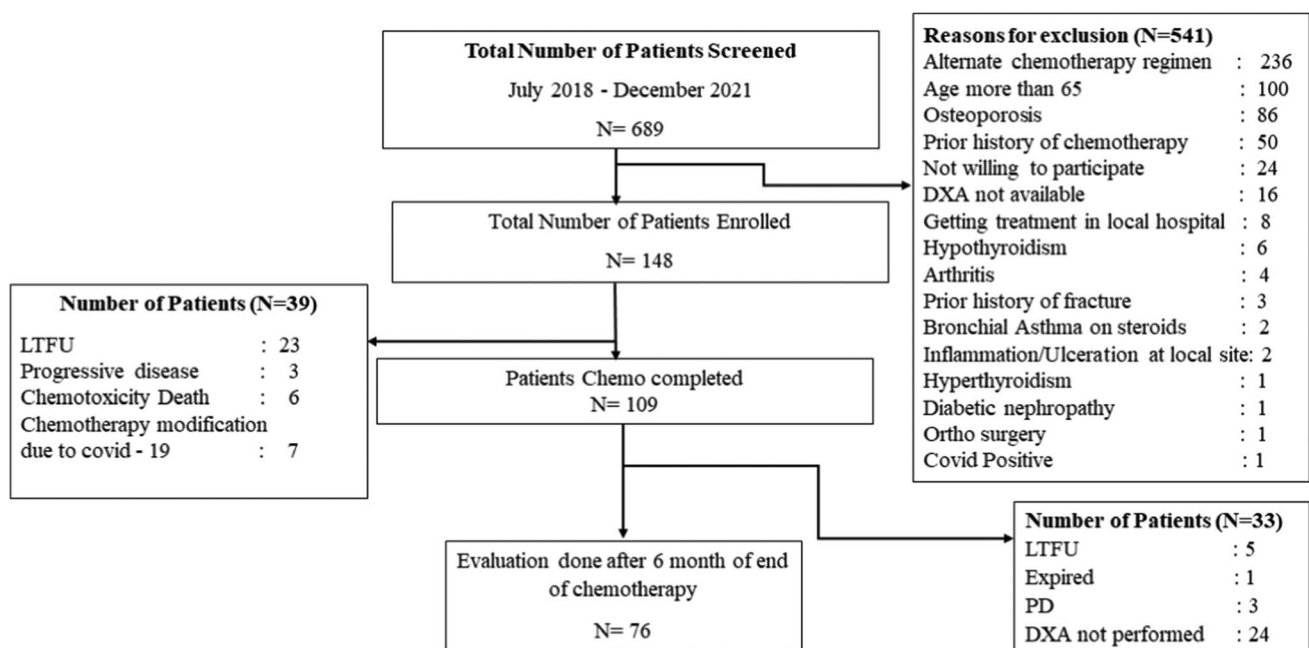 Total Number of Patients Screened
July 2018 - December 2021
N= 689
Reasons for exclusion (N=541)
Alternate chemotherapy regimen : 236
Age more than 65 : 100
Osteoporosis : 86
Prior history of chemotherapy : 50
Not willing to participate : 24
DXA not available : 16
Getting treatment in local hospital : 8
Hypothyroidism : 6
Arthritis : 4
Prior history of fracture : 3
Bronchial Asthma on steroids : 2
Inflammation/Ulceration at local site: 2
Hyperthyroidism : 1
Diabetic nephropathy : 1
Ortho surgery : 1
Covid Positive : 1
Total Number of Patients Enrolled
N= 148
Number of Patients (N=39)
LTFU : 23
Progressive disease : 3
Chemotoxicity Death : 6
Chemotherapy modification
due to covid - 19 : 7
Patients Chemo completed
N= 109
Number of Patients (N=33)
LTFU : 5
Expired : 1
PD : 3
DXA not performed : 24
Evaluation done after 6 month of end
of chemotherapy
N= 76